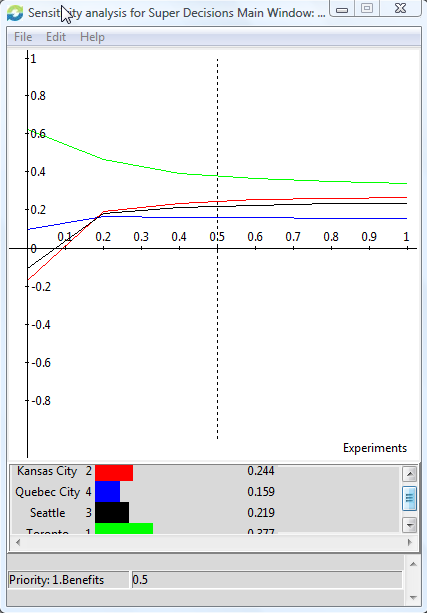 Sensitivity analysis for Super Decisions Main Window: ...
File Edit Help
1
0.8
0.6
0.4
0.2
0 0.1 0.2 0.3 0.4 0.5 0.6 0.7 0.8 0.9 1
-0.2
-0.4
-0.6
-0.8
Experiments
Kansas City 2 0.244
Quebec City 4 0.159
Seattle 3 0.219
Toronto 1 0.377
Priority: 1.Benefits 0.5